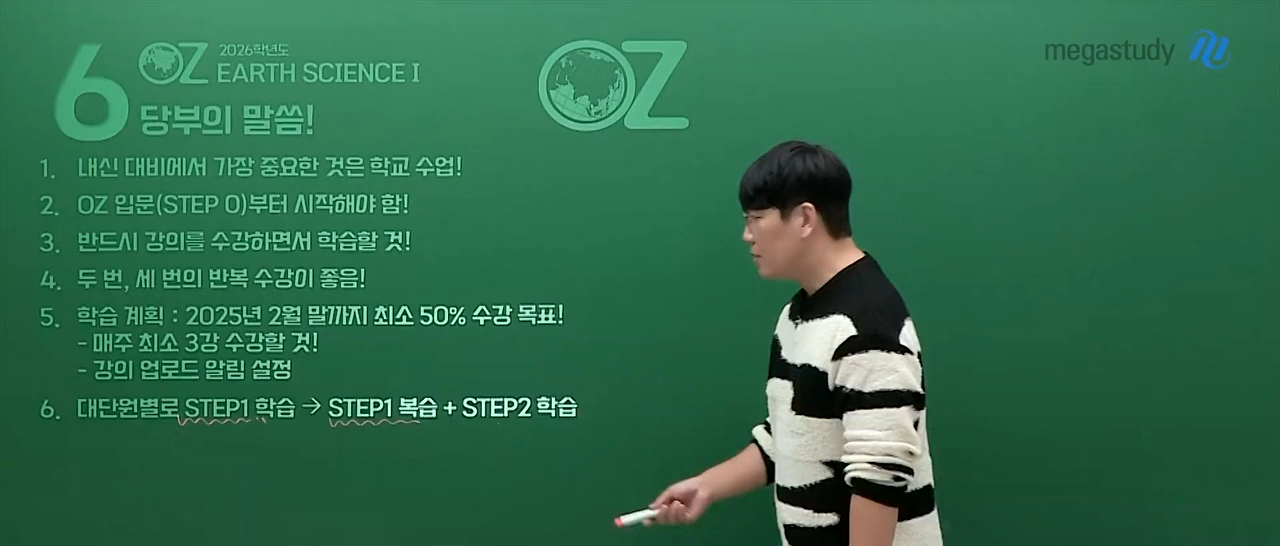 6
OZ 2026학년도
EARTH SCIENCE I
당부의 말씀!
OZ
megastudy
1. 내신 대비에서 가장 중요한 것은 학교 수업!
2. OZ 입문(STEP 0)부터 시작해야 함!
3. 반드시 강의를 수강하면서 학습할 것!
4. 두 번, 세 번의 반복 수강이 좋음!
5. 학습 계획 : 2025년 2월 말까지 최소 50% 수강 목표!
- 매주 최소 3강 수강할 것!
- 강의 업로드 알림 설정
6. 대단원별로 STEP1 학습 → STEP1 복습 + STEP2 학습